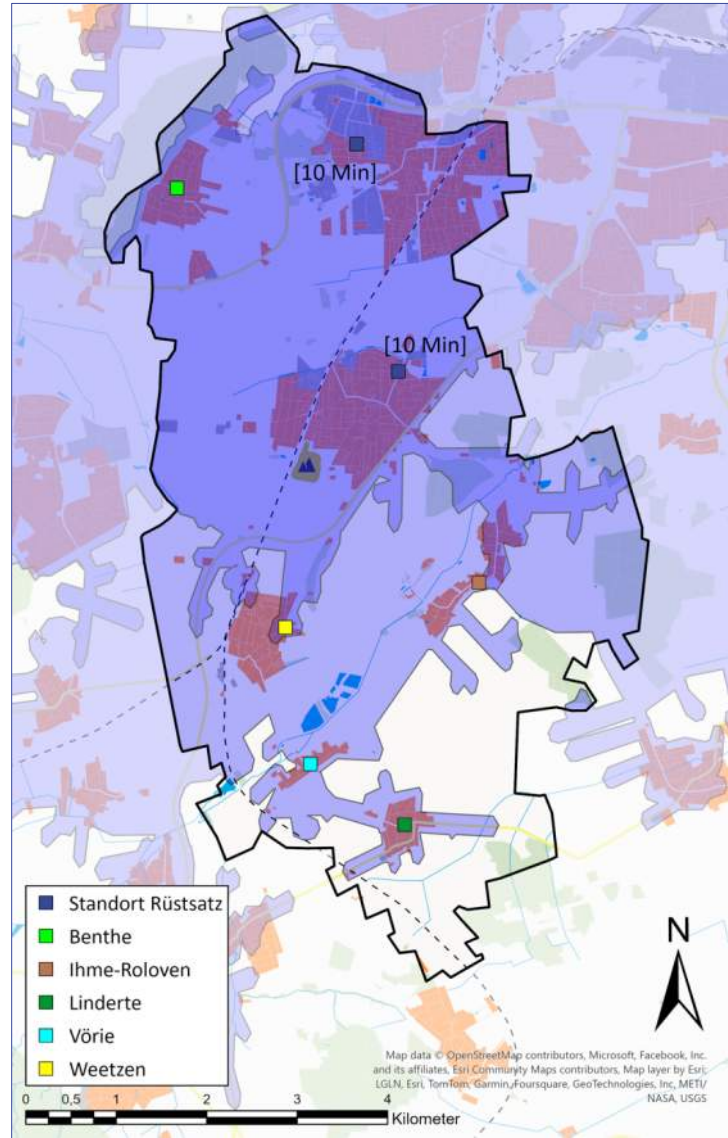 [10 Min]
[10 Min]
Standort Rüstsatz
Benthe
Ihme-Roloven
Linderte
Vörie
Weetzen
N
Map data © OpenStreetMap contributors, Microsoft, Facebook, Inc.
and its affiliates, Esri Community Maps contributors, Map layer by Esri;
LGLN, Esri, TomTom, Garmin, Foursquare, GeoTechnologies, Inc, METI/
NASA, USGS
0 0,5 1 2 3 4
Kilometer